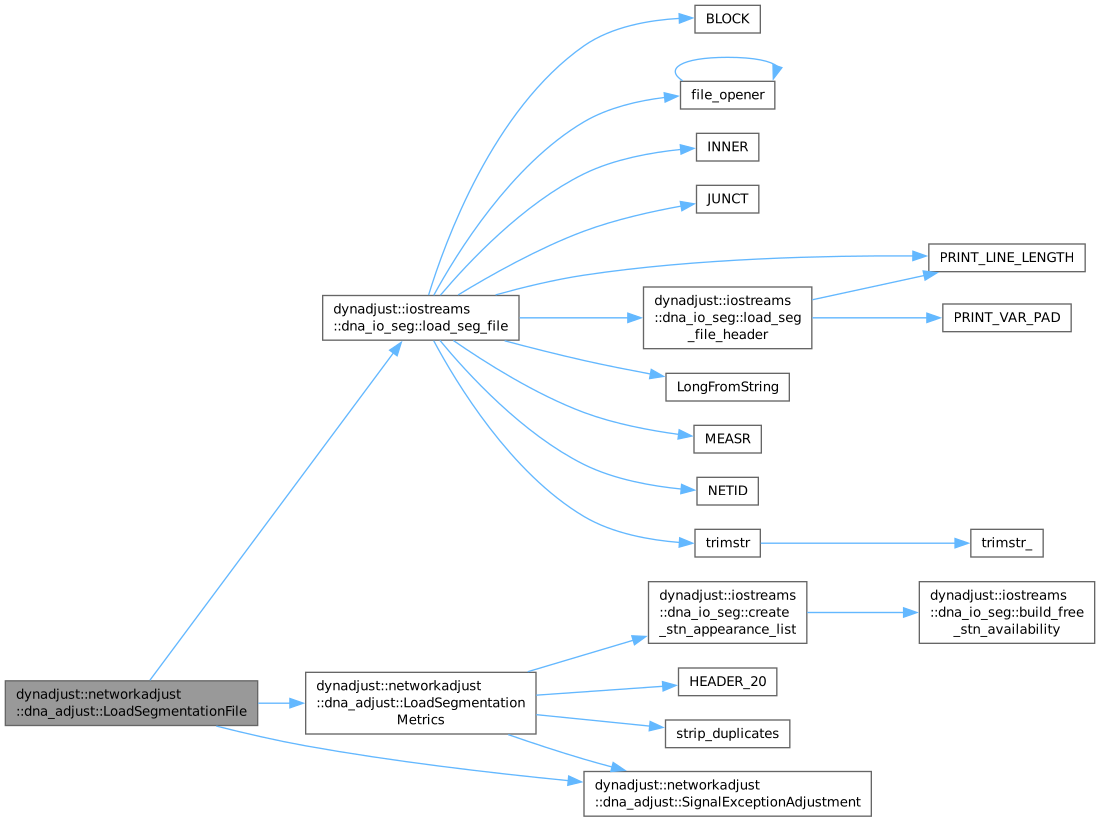 BLOCK
file_opener
INNER
JUNCT
PRINT_LINE_LENGTH
dynadjust::iostreams
::dna_io_seg::load_seg_file
dynadjust::iostreams
::dna_io_seg::load_seg
_file_header
PRINT_VAR_PAD
LongFromString
MEASR
NETID
trimstr
trimstr_
dynadjust::iostreams
::dna_io_seg::create
_stn_appearance_list
dynadjust::iostreams
::dna_io_seg::build_free
_stn_availability
dynadjust::networkadjust
::dna_adjust::LoadSegmentationFile
dynadjust::networkadjust
::dna_adjust::LoadSegmentation
Metrics
HEADER_20
strip_duplicates
dynadjust::networkadjust
::dna_adjust::SignalExceptionAdjustment